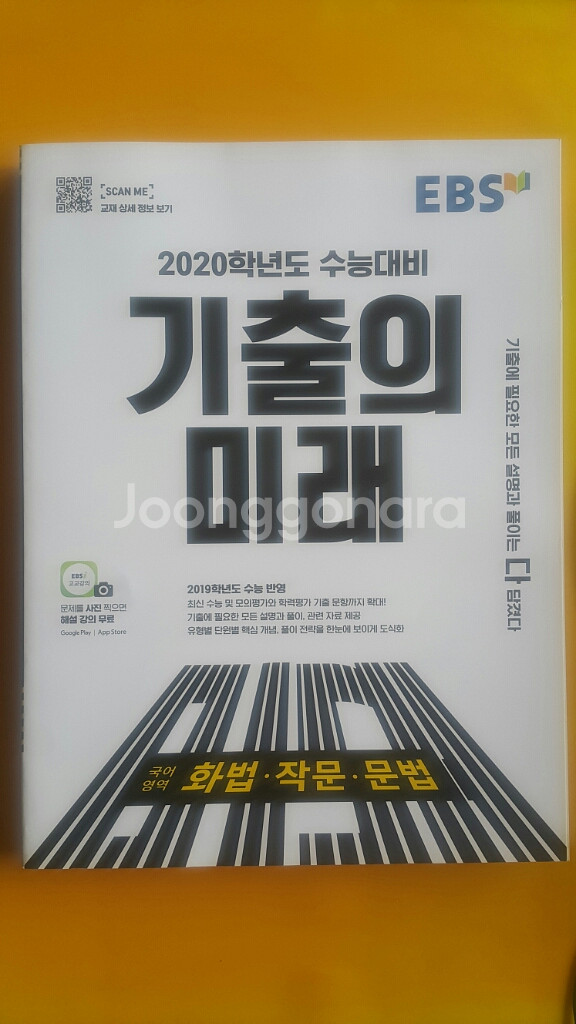 SCAN ME
교재 상세 정보 보기
EBS
2020학년도 수능대비
기출의
미래
기출에 필요한 모든 설명과 풀이는 다 담겼다
Joonggonara
EBSi
고교강의
문제를 사진 찍으면
해설 강의 무료
Google Play | App Store
2019학년도 수능 반영
최신 수능 및 모의평가와 학력평가 기출 문항까지 확대!
기출에 필요한 모든 설명과 풀이, 관련 자료 제공
유형별 단원별 핵심 개념, 풀이 전략을 한눈에 보이게 도식화
국어
영역
화법·작문·문법